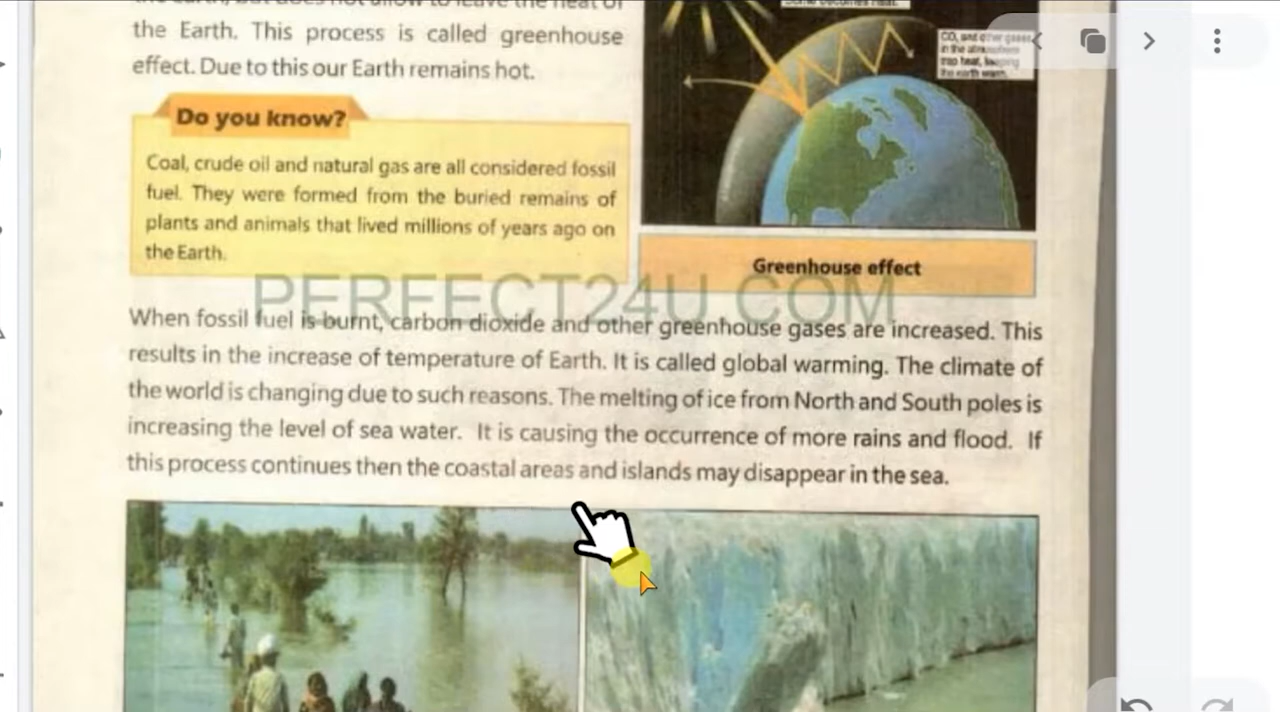 the Earth. This process is called greenhouse
effect. Due to this our Earth remains hot.
Do you know?
Coal, crude oil and natural gas are all considered fossil
fuel. They were formed from the buried remains of
plants and animals that lived millions of years ago on
the Earth.
CO₂ and other gases
in the atmosphere
trap heat, keeping
the earth warm.
Greenhouse effect
PERFECT24U.COM
When fossil fuel is burnt, carbon dioxide and other greenhouse gases are increased. This
results in the increase of temperature of Earth. It is called global warming. The climate of
the world is changing due to such reasons. The melting of ice from North and South poles is
increasing the level of sea water. It is causing the occurrence of more rains and flood. If
this process continues then the coastal areas and islands may disappear in the sea.